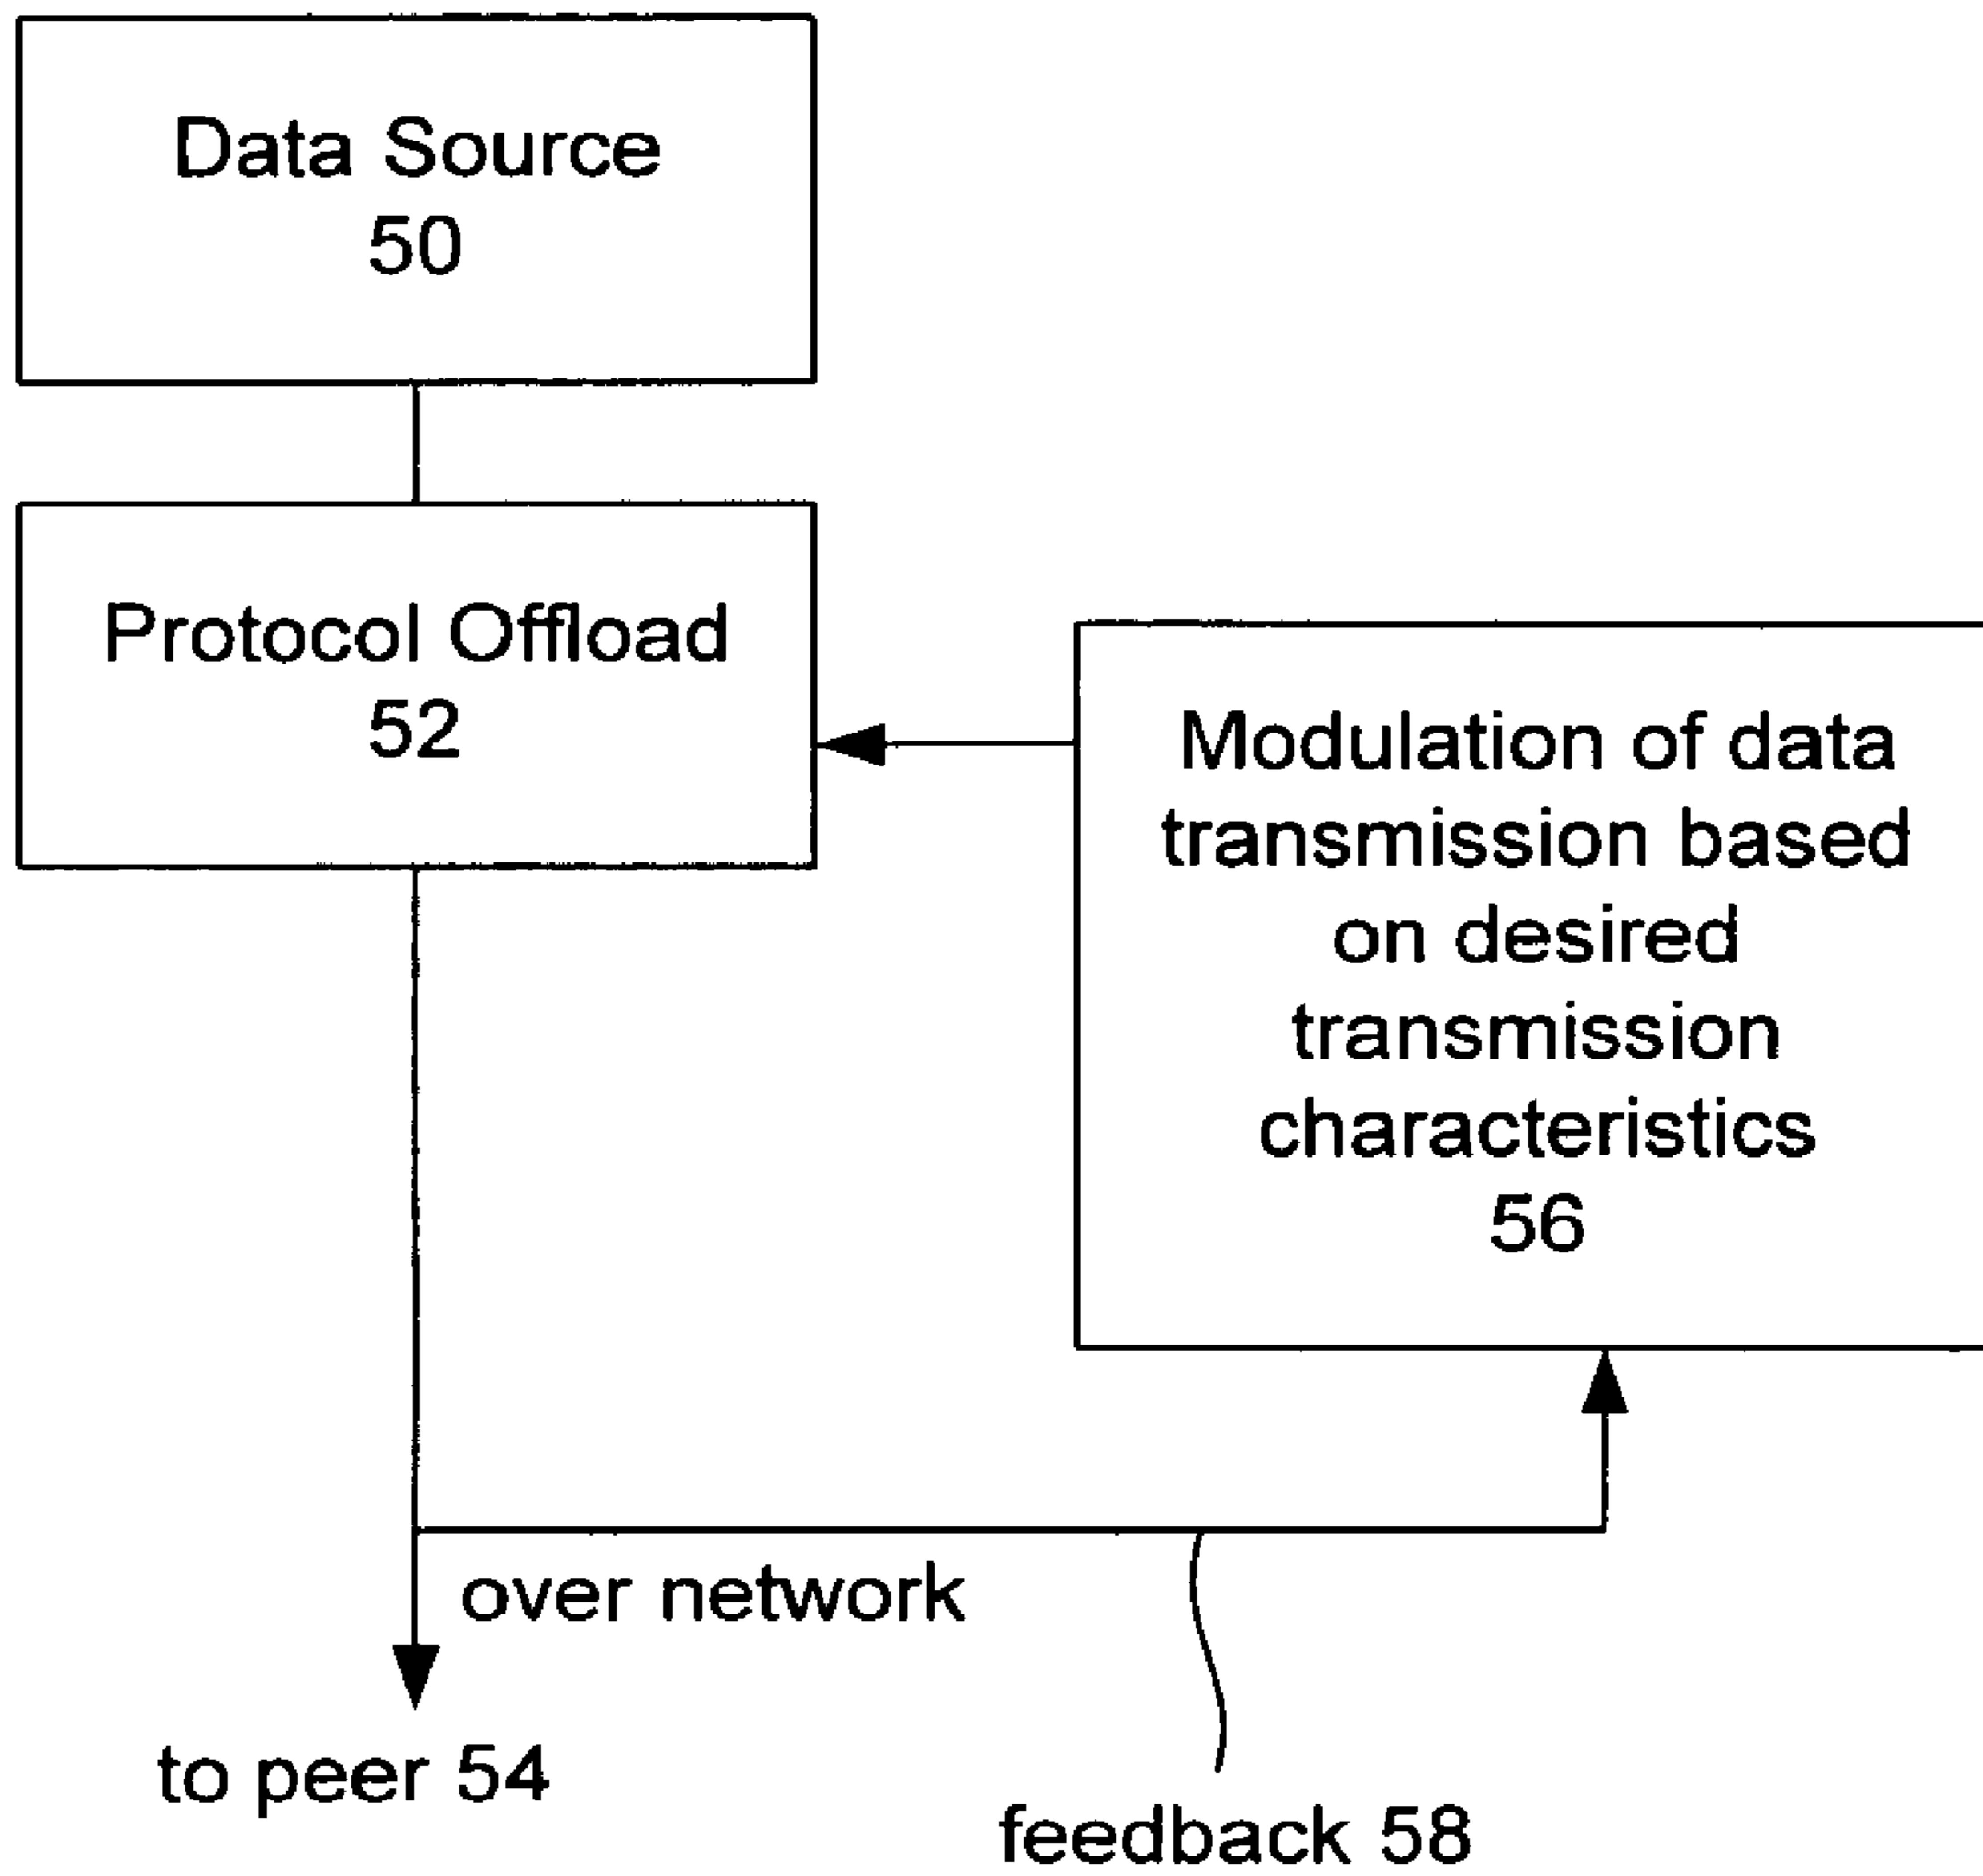 Data Source
50
Protocol Offload
52
Modulation of data
transmission based
on desired
transmission
characteristics
56
over network
to peer 54
feedback 58